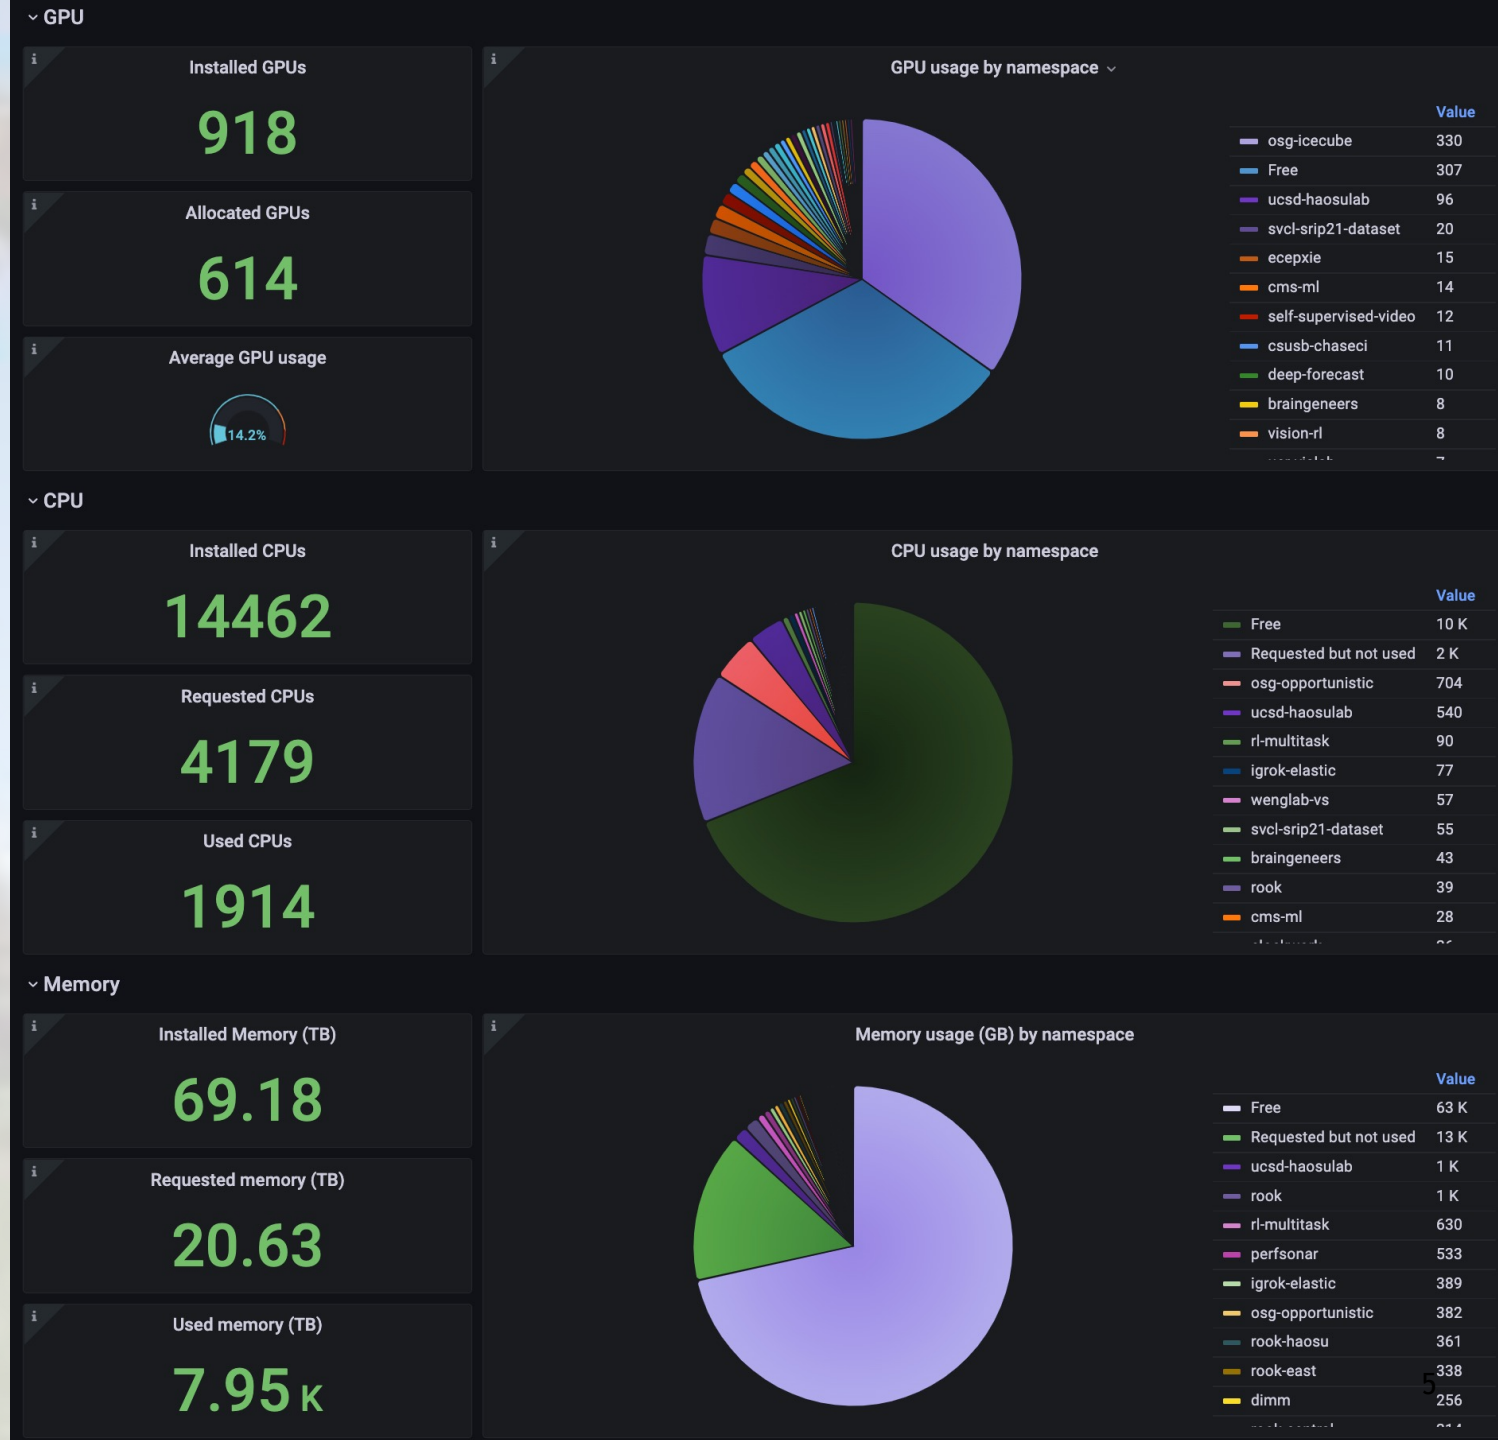 GPU
Installed GPUs
918
Allocated GPUs
614
Average GPU usage
14.2%
GPU usage by namespace
Value
osg-icecube 330
Free 307
ucsd-haosulab 96
svcl-srip21-dataset 20
ecepxie 15
cms-ml 14
self-supervised-video 12
csusb-chaseci 11
deep-forecast 10
braingeneers 8
vision-rl 8
CPU
Installed CPUs
14462
Requested CPUs
4179
Used CPUs
1914
CPU usage by namespace
Value
Free 10 K
Requested but not used 2 K
osg-opportunistic 704
ucsd-haosulab 540
rl-multitask 90
igrok-elastic 77
wenglab-vs 57
svcl-srip21-dataset 55
braingeneers 43
rook 39
cms-ml 28
Memory
Installed Memory (TB)
69.18
Requested memory (TB)
20.63
Used memory (TB)
7.95 K
Memory usage (GB) by namespace
Value
Free 63 K
Requested but not used 13 K
ucsd-haosulab 1 K
rook 1 K
rl-multitask 630
perfsonar 533
igrok-elastic 389
osg-opportunistic 382
rook-haosu 361
rook-east 338
dimm 256
5